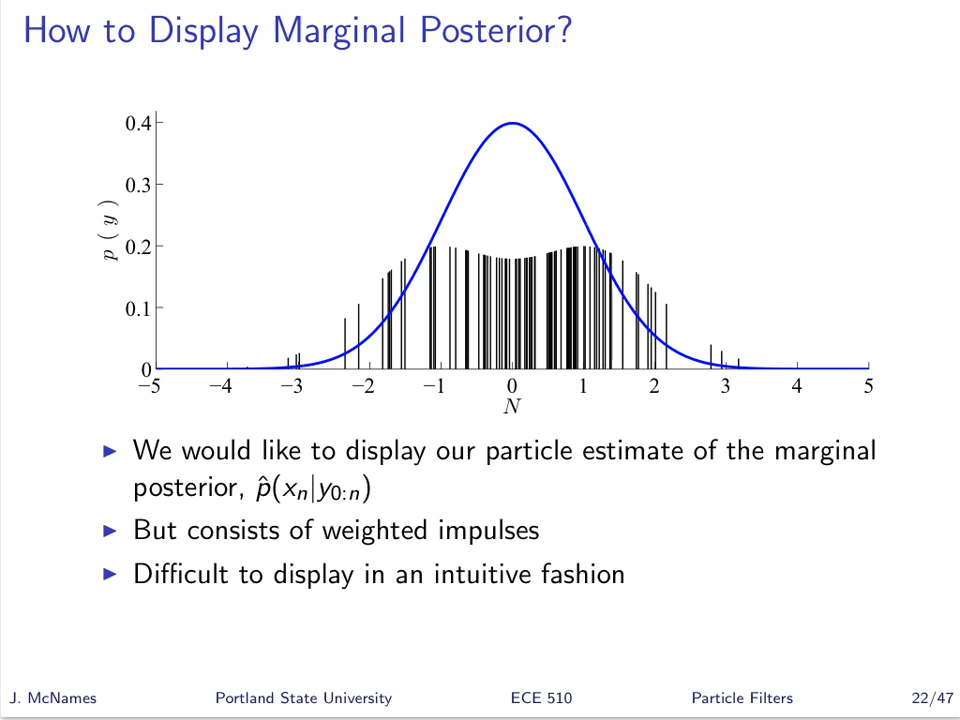 How to Display Marginal Posterior?
0.4
0.3
0.2
0.1
0
p ( y )
−5 −4 −3 −2 −1 0 1 2 3 4 5
N
▶ We would like to display our particle estimate of the marginal
posterior, p̂(xₙ|y₀:ₙ)
▶ But consists of weighted impulses
▶ Difficult to display in an intuitive fashion
J. McNames Portland State University ECE 510 Particle Filters 22/47